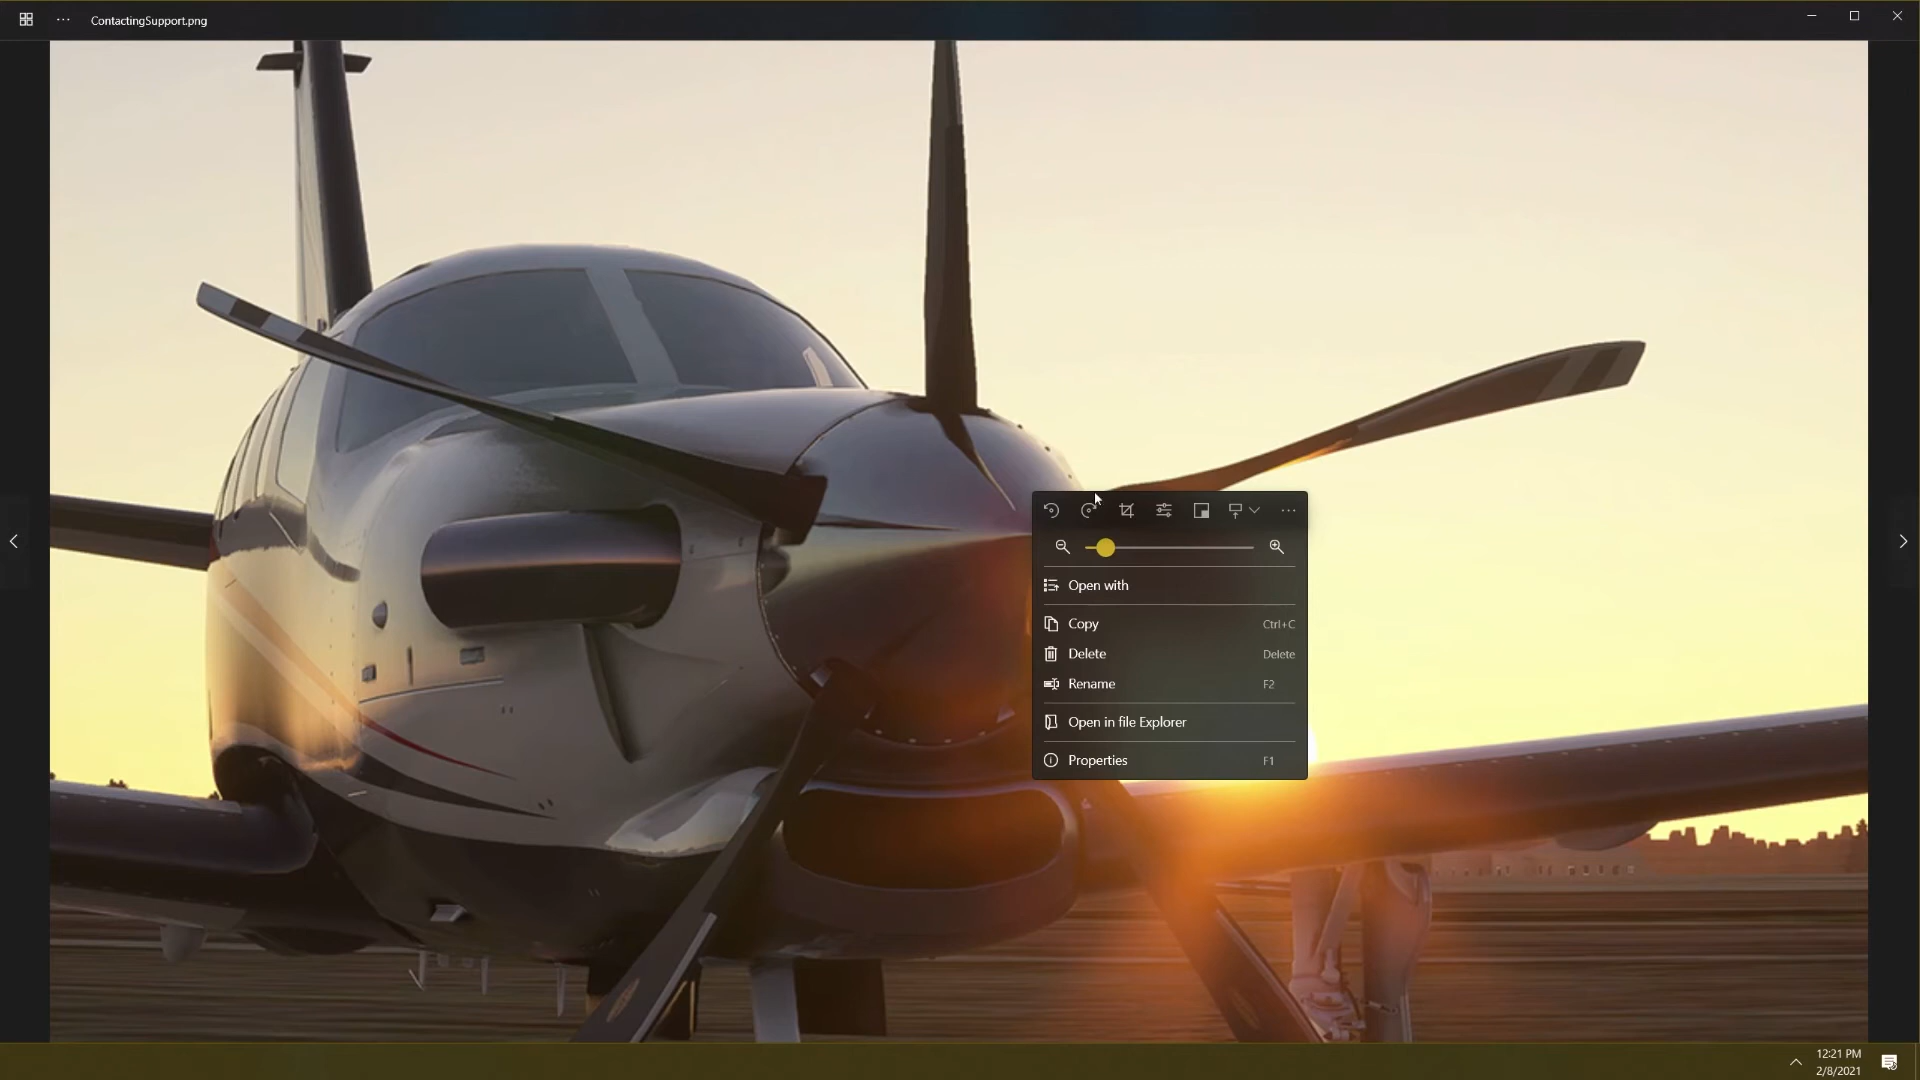 ContactingSupport.png
Open with
Copy Ctrl+C
Delete Delete
Rename F2
Open in file Explorer
Properties F1
12:21 PM
2/8/2021